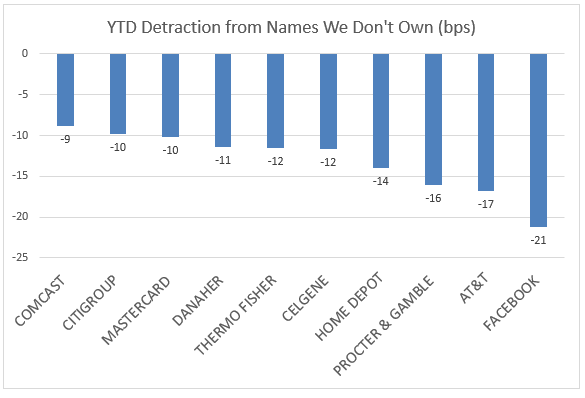 YTD Detraction from Names We Don't Own (bps)
0
-5
-10
-15
-20
-25
-9
-10
-10
-11
-12
-12
-14
-16
-17
-21
COMCAST
CITIGROUP
MASTERCARD
DANAHER
THERMO FISHER
CELGENE
HOME DEPOT
PROCTER & GAMBLE
AT&T
FACEBOOK